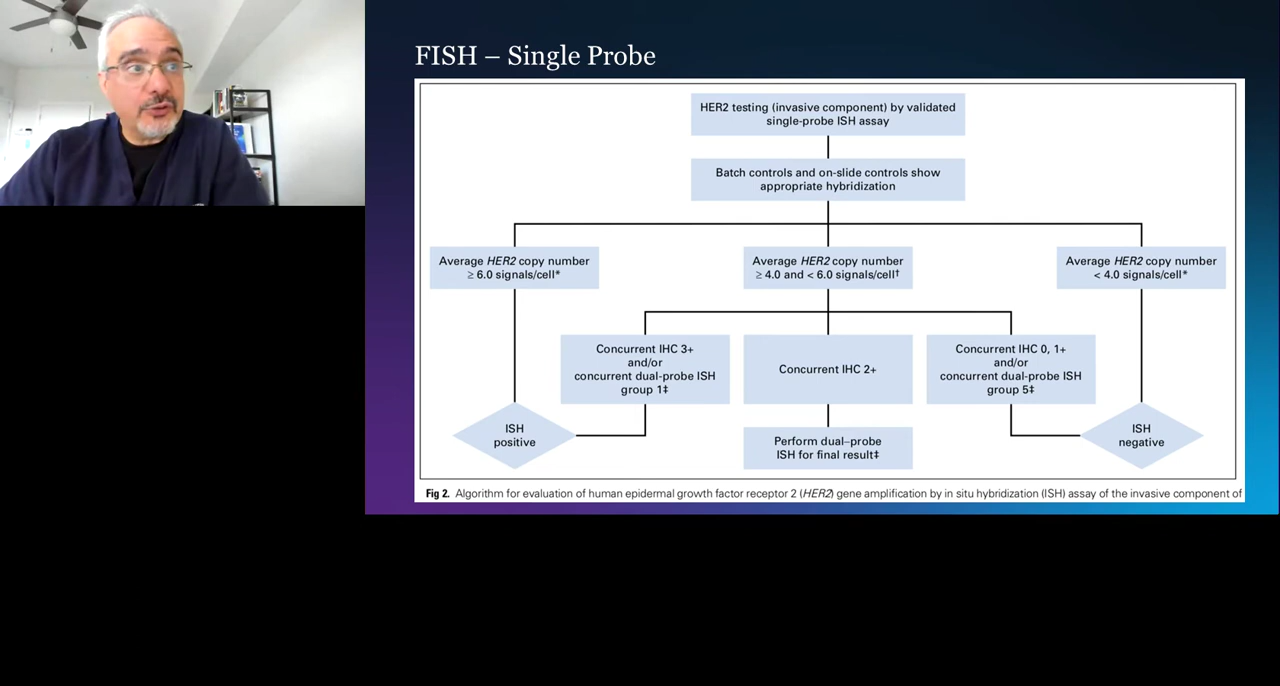 FISH – Single Probe
HER2 testing (invasive component) by validated
single-probe ISH assay
Batch controls and on-slide controls show
appropriate hybridization
Average HER2 copy number
≥ 6.0 signals/cell*
Average HER2 copy number
≥ 4.0 and < 6.0 signals/cell†
Average HER2 copy number
< 4.0 signals/cell*
Concurrent IHC 3+
and/or
concurrent dual-probe ISH
group 1‡
Concurrent IHC 2+
Concurrent IHC 0, 1+
and/or
concurrent dual-probe ISH
group 5‡
ISH
positive
Perform dual–probe
ISH for final result‡
ISH
negative
Fig 2. Algorithm for evaluation of human epidermal growth factor receptor 2 (HER2) gene amplification by in situ hybridization (ISH) assay of the invasive component of